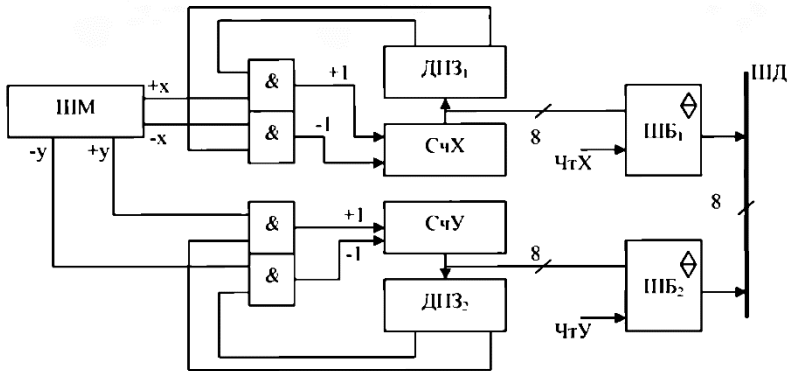 &
ДПЗ₁
ШД
+1
+x
ШМ
&
-x
-1
СчХ
8
ШБ₁
ЧтХ
-y
+y
&
+1
СчУ
8
8
&
-1
ДПЗ₂
ШБ₂
ЧтУ